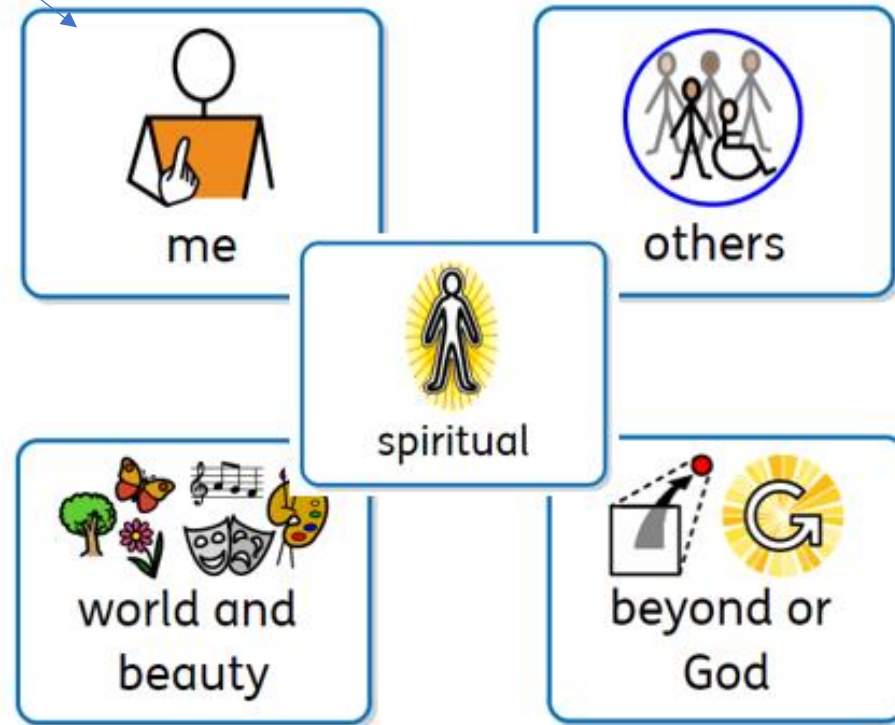 me
others
spiritual
world and
beauty
beyond or
God